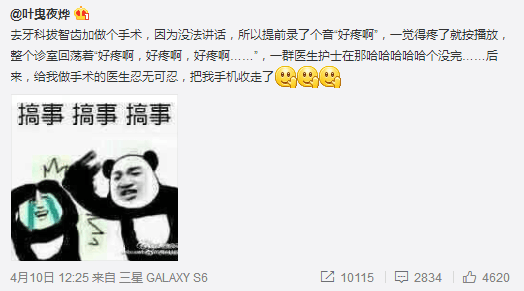 @叶曳夜烨
去牙科拔智齿加做个手术，因为没法讲话，所以提前录了个音“好疼啊”，一觉得疼了就按播放，
整个诊室回荡着“好疼啊，好疼啊，好疼啊……”，一群医生护士在那哈哈哈哈哈个没完……后
来，给我做手术的医生忍无可忍，把我手机收走了
搞事 搞事 搞事
4月10日 12:25 来自 三星 GALAXY S6
10115
2834
4620